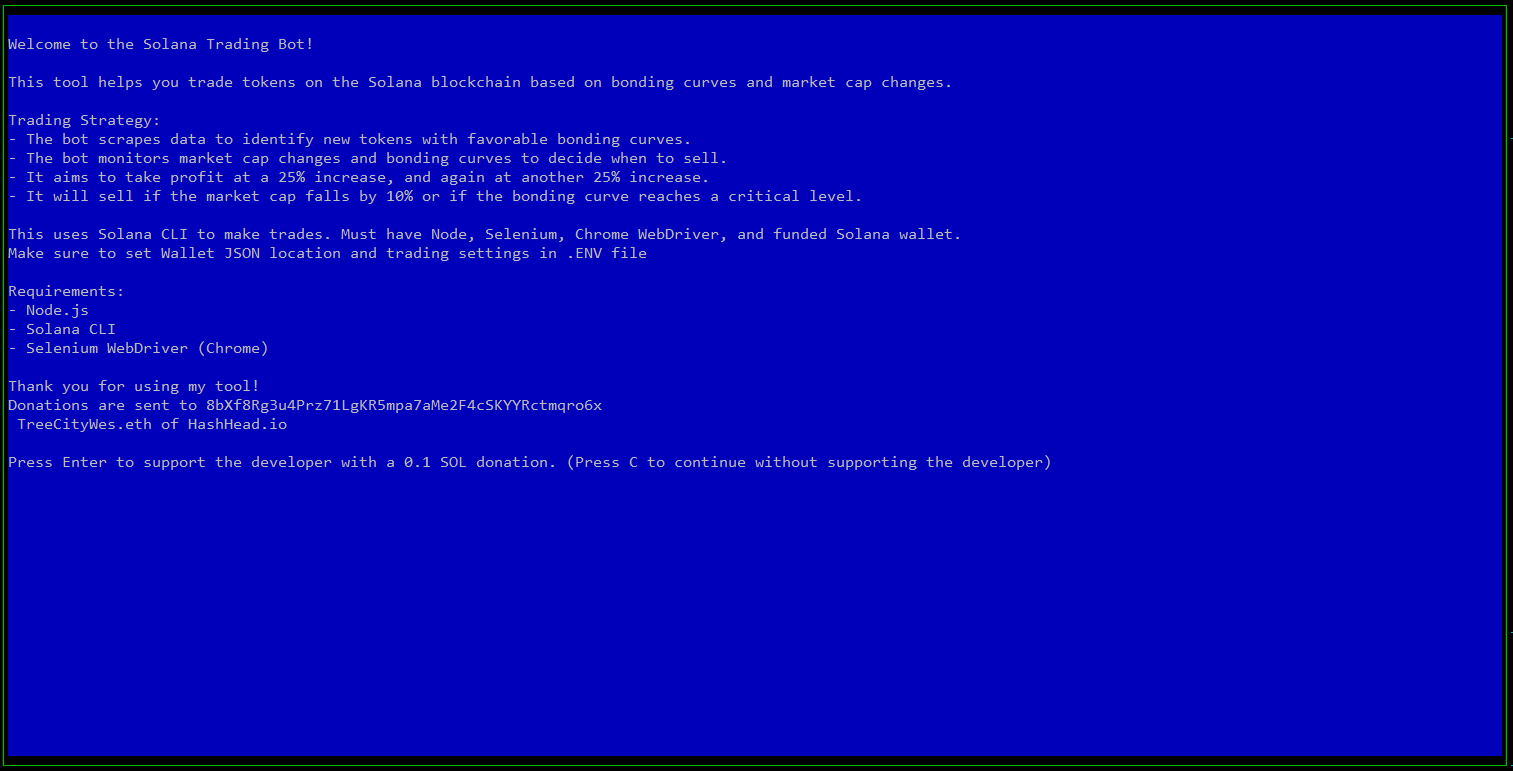 Welcome to the Solana Trading Bot!
This tool helps you trade tokens on the Solana blockchain based on bonding curves and market cap changes.
Trading Strategy:
- The bot scrapes data to identify new tokens with favorable bonding curves.
- The bot monitors market cap changes and bonding curves to decide when to sell.
- It aims to take profit at a 25% increase, and again at another 25% increase.
- It will sell if the market cap falls by 10% or if the bonding curve reaches a critical level.
This uses Solana CLI to make trades. Must have Node, Selenium, Chrome WebDriver, and funded Solana wallet.
Make sure to set Wallet JSON location and trading settings in .ENV file
Requirements:
- Node.js
- Solana CLI
- Selenium WebDriver (Chrome)
Thank you for using my tool!
Donations are sent to 8bXf8Rg3u4Prz71LgKR5mpa7aMe2F4cSKYYRctmqro6x
TreeCityWes.eth of HashHead.io
Press Enter to support the developer with a 0.1 SOL donation. (Press C to continue without supporting the developer)